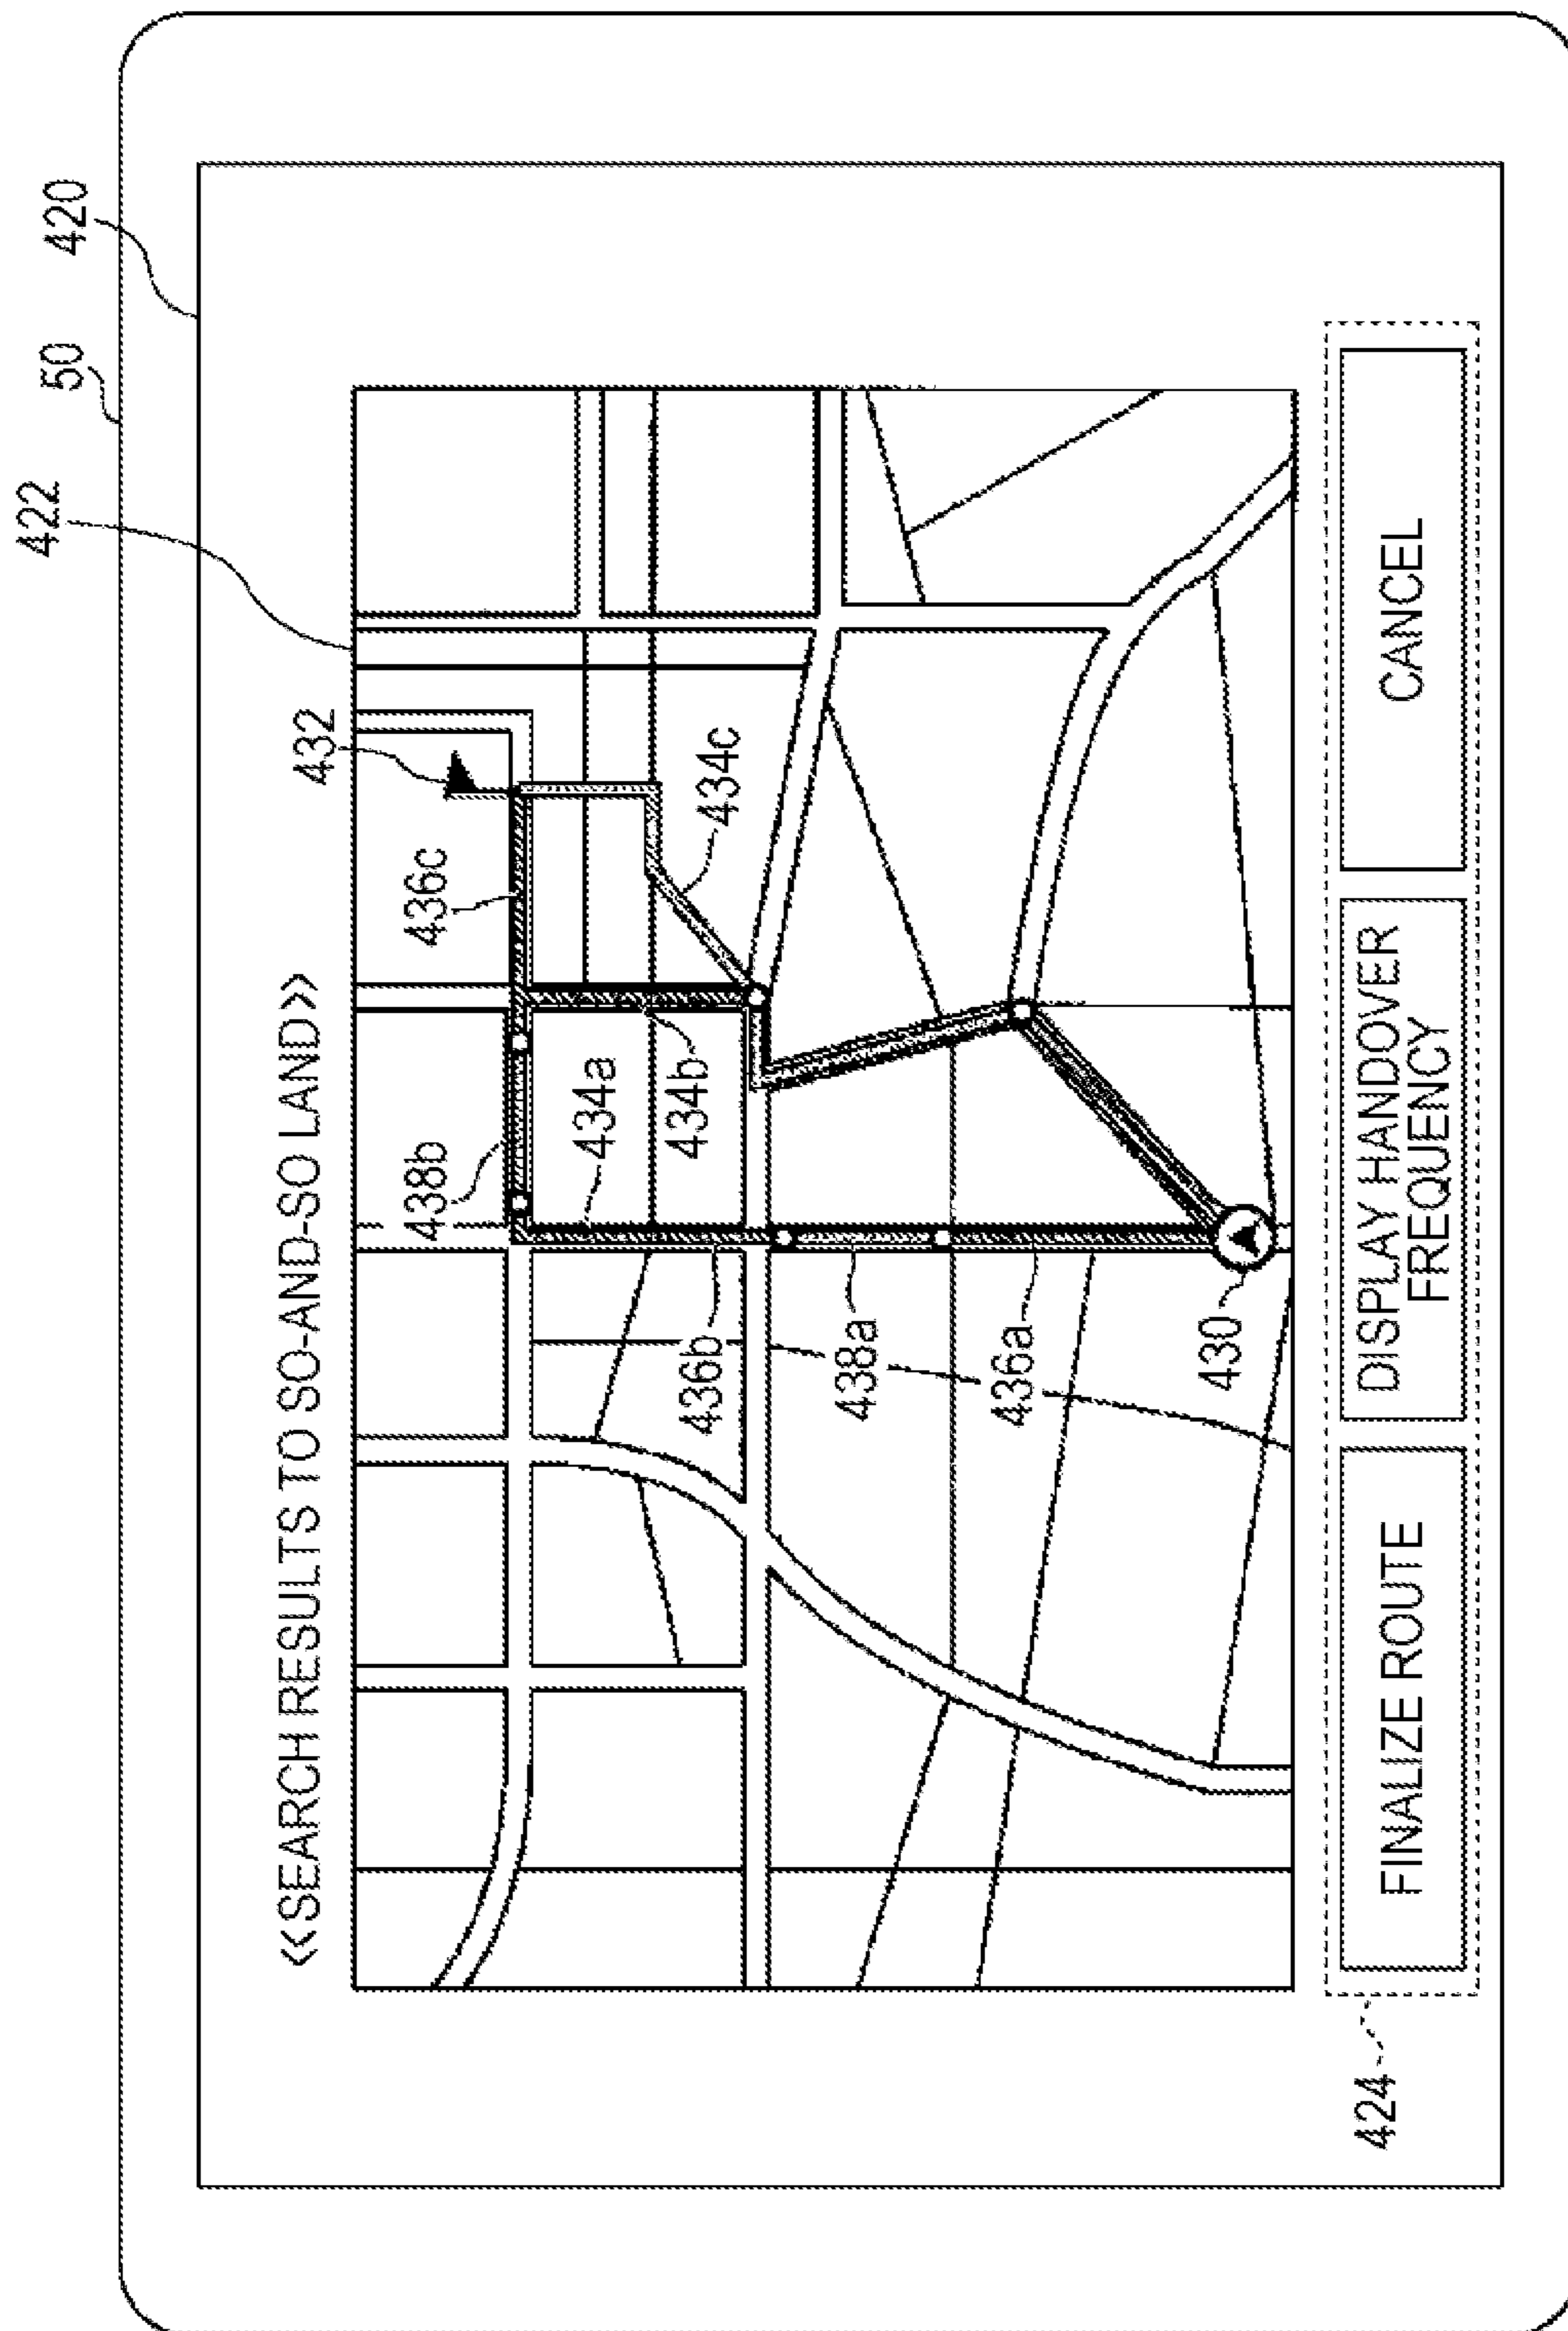 50
420
422
«SEARCH RESULTS TO SO-AND-SO LAND»
432
436c
438b
434a
434b
434c
436b
438a
436a
430
424
FINALIZE ROUTE
DISPLAY HANDOVER
FREQUENCY
CANCEL